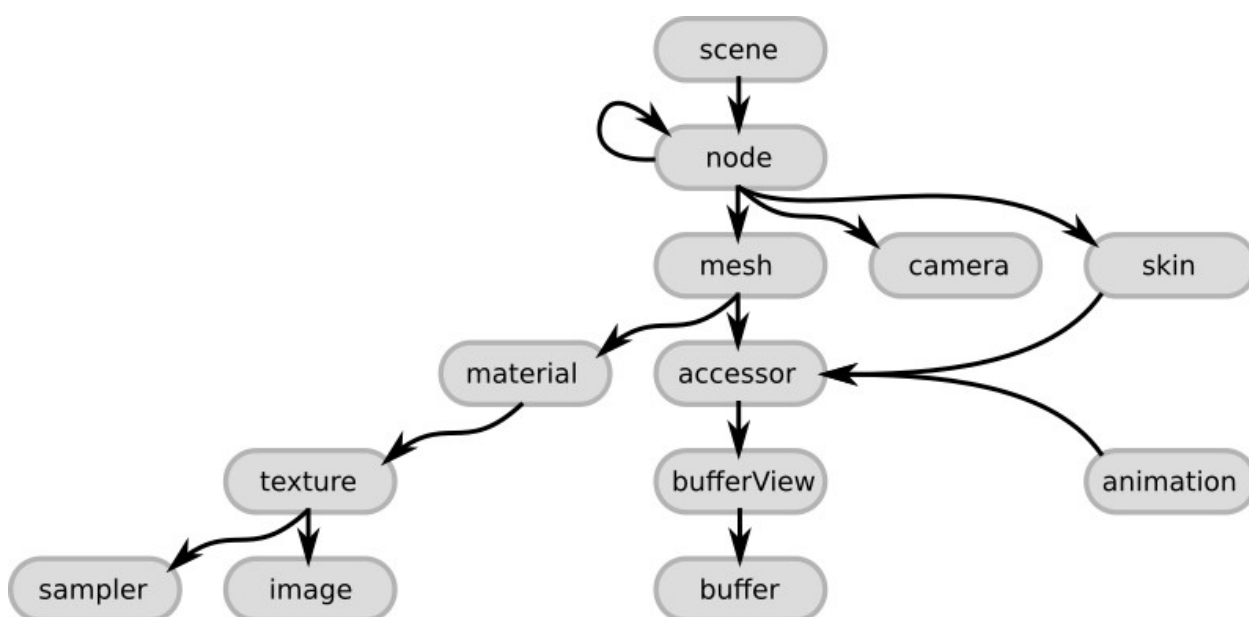 scene
node
mesh
camera
skin
material
accessor
texture
bufferView
animation
sampler
image
buffer